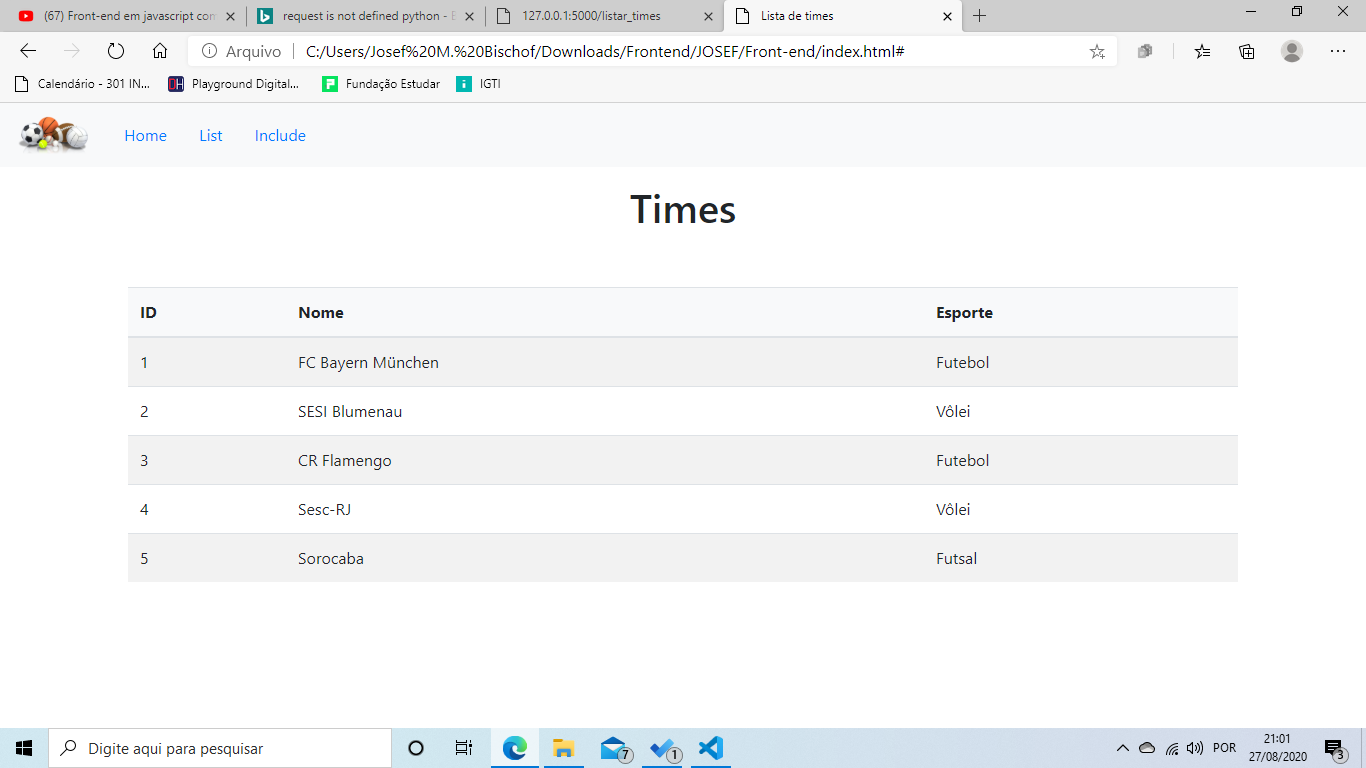 (67) Front-end em javascript com
request is not defined python - B
127.0.0.1:5000/listar_times
Lista de times
Arquivo
C:/Users/Josef%20M.%20Bischof/Downloads/Frontend/JOSEF/Front-end/index.html#
Calendário - 301 IN...
Playground Digital...
Fundação Estudar
IGTI
Home List Include
Times
ID Nome Esporte
1 FC Bayern München Futebol
2 SESI Blumenau Vôlei
3 CR Flamengo Futebol
4 Sesc-RJ Vôlei
5 Sorocaba Futsal
Digite aqui para pesquisar
7
1
POR
21:01
27/08/2020
3